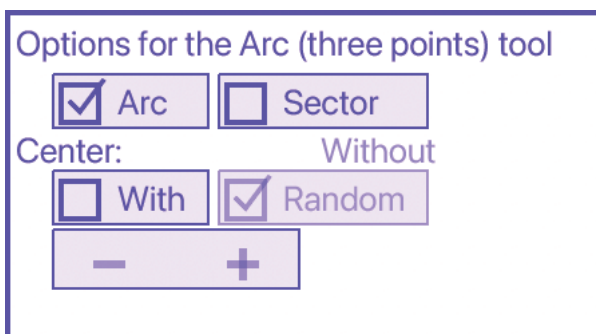 Options for the Arc (three points) tool
Arc Sector
Center: Without
With Random
− +